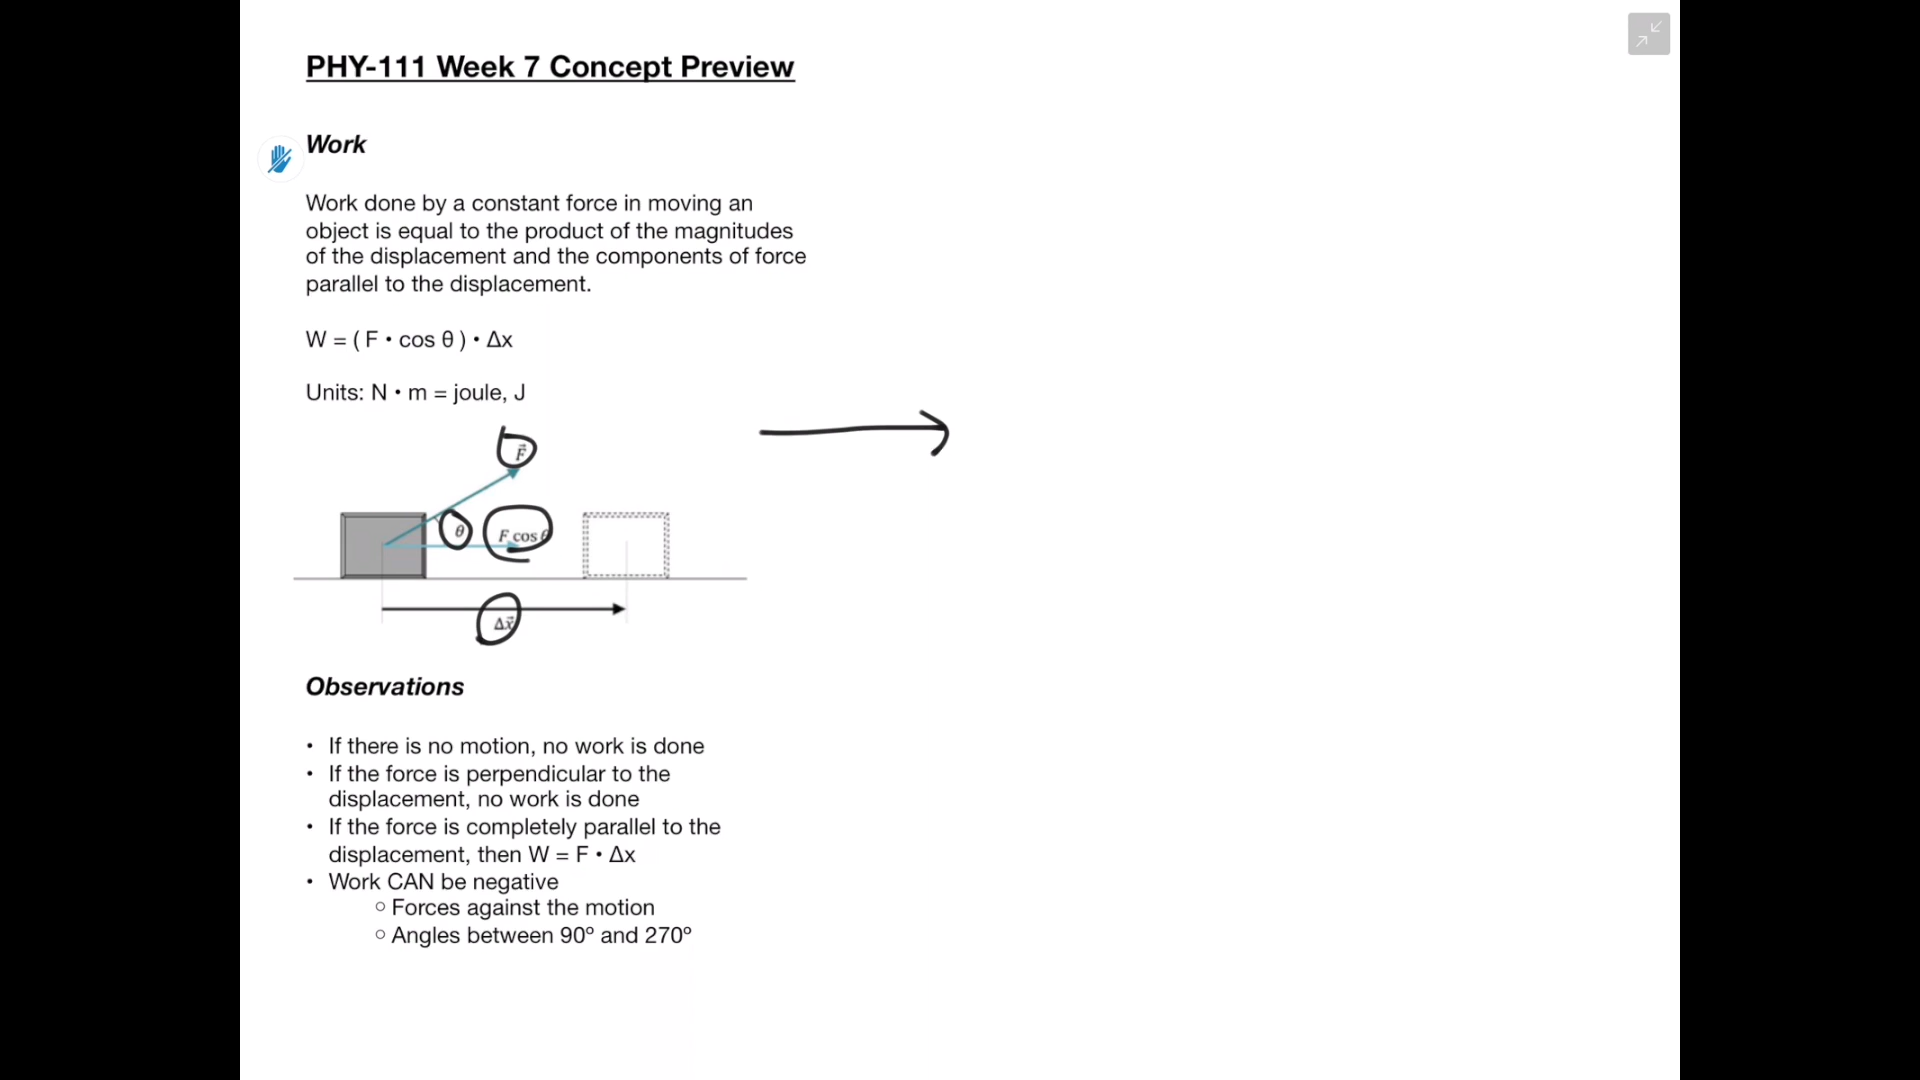 PHY-111 Week 7 Concept Preview
Work
Work done by a constant force in moving an
object is equal to the product of the magnitudes
of the displacement and the components of force
parallel to the displacement.
W = ( F • cos θ ) • Δx
Units: N • m = joule, J
F⃗
θ
F cos θ
Δx⃗
Observations
• If there is no motion, no work is done
• If the force is perpendicular to the
displacement, no work is done
• If the force is completely parallel to the
displacement, then W = F • Δx
• Work CAN be negative
○ Forces against the motion
○ Angles between 90º and 270º